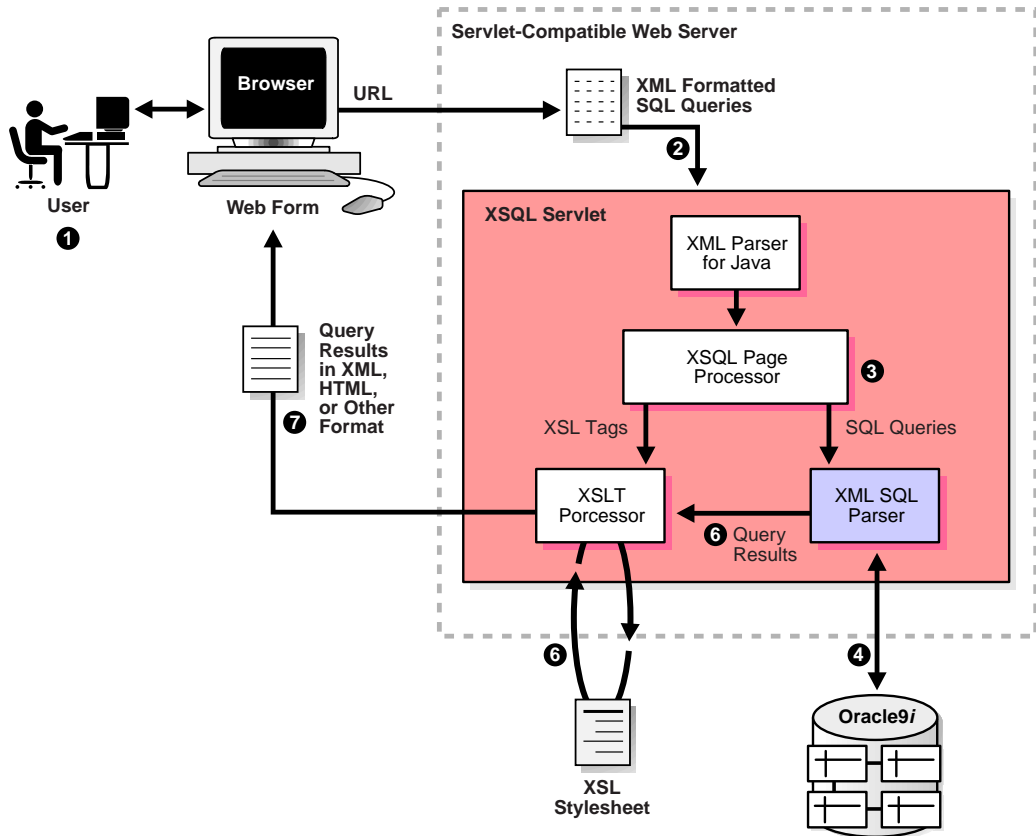 Servlet-Compatible Web Server
Browser
URL
XML Formatted
SQL Queries
2
User
1
Web Form
XSQL Servlet
XML Parser
for Java
XSQL Page
Processor
3
Query
Results
in XML,
HTML,
or Other
Format
7
XSL Tags
SQL Queries
XSLT
Porcessor
XML SQL
Parser
6
Query
Results
6
4
XSL
Stylesheet
Oracle9i